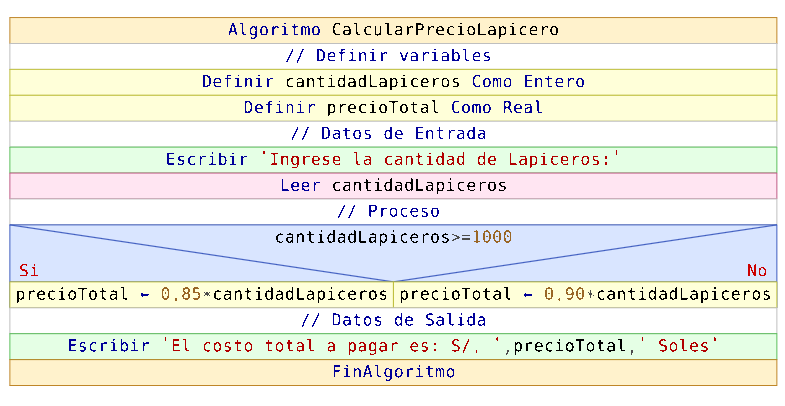 Algoritmo CalcularPrecioLapicero
// Definir variables
Definir cantidadLapiceros Como Entero
Definir precioTotal Como Real
// Datos de Entrada
Escribir 'Ingrese la cantidad de Lapiceros:'
Leer cantidadLapiceros
// Proceso
cantidadLapiceros>=1000
Si No
precioTotal ← 0.85*cantidadLapiceros precioTotal ← 0.90*cantidadLapiceros
// Datos de Salida
Escribir 'El costo total a pagar es: S/. ',precioTotal,' Soles'
FinAlgoritmo